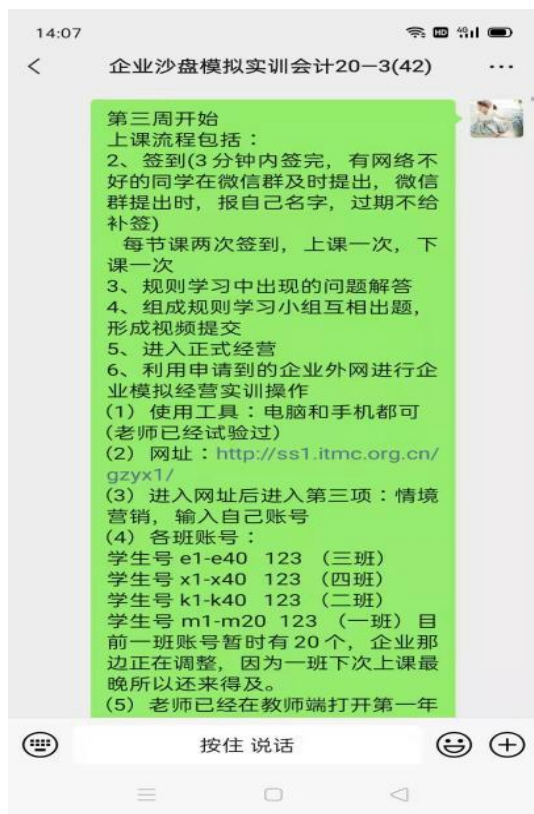 14:07
HD 4G
企业沙盘模拟实训会计20-3(42)
第三周开始
上课流程包括：
2、签到(3分钟内签完，有网络不
好的同学在微信群及时提出，微信
群提出时，报自己名字，过期不给
补签)
每节课两次签到，上课一次，下
课一次
3、规则学习中出现的问题解答
4、组成规则学习小组互相出题，
形成视频提交
5、进入正式经营
6、利用申请到的企业外网进行企
业模拟经营实训操作
(1) 使用工具：电脑和手机都可
(老师已经试验过)
(2) 网址：http://ss1.itmc.org.cn/
gzyx1/
(3) 进入网址后进入第三项：情境
营销，输入自己账号
(4) 各班账号：
学生号 e1-e40 123 （三班）
学生号 x1-x40 123 （四班）
学生号 k1-k40 123 （二班）
学生号 m1-m20 123 （一班）目
前一班账号暂时有20个，企业那
边正在调整，因为一班下次上课最
晚所以还来得及。
(5) 老师已经在教师端打开第一年
按住 说话